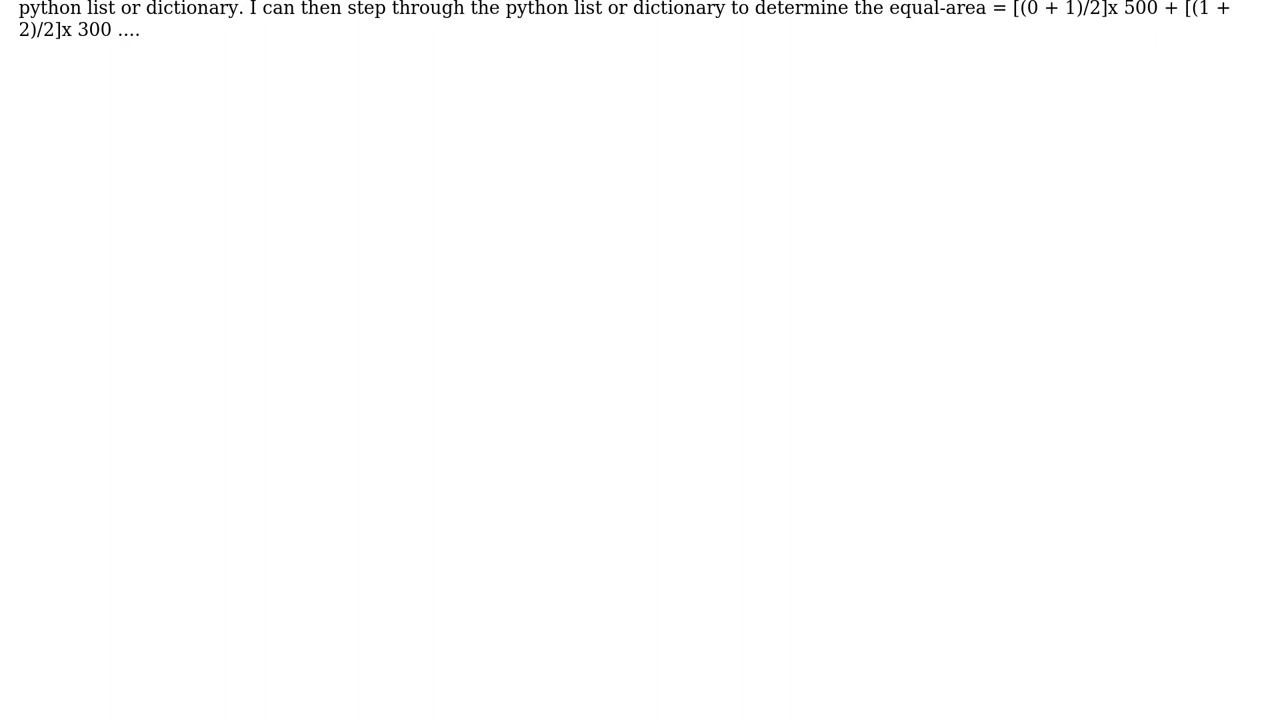 python list or dictionary. I can then step through the python list or dictionary to determine the equal-area = [(0 + 1)/2]x 500 + [(1 +
2)/2]x 300 ....